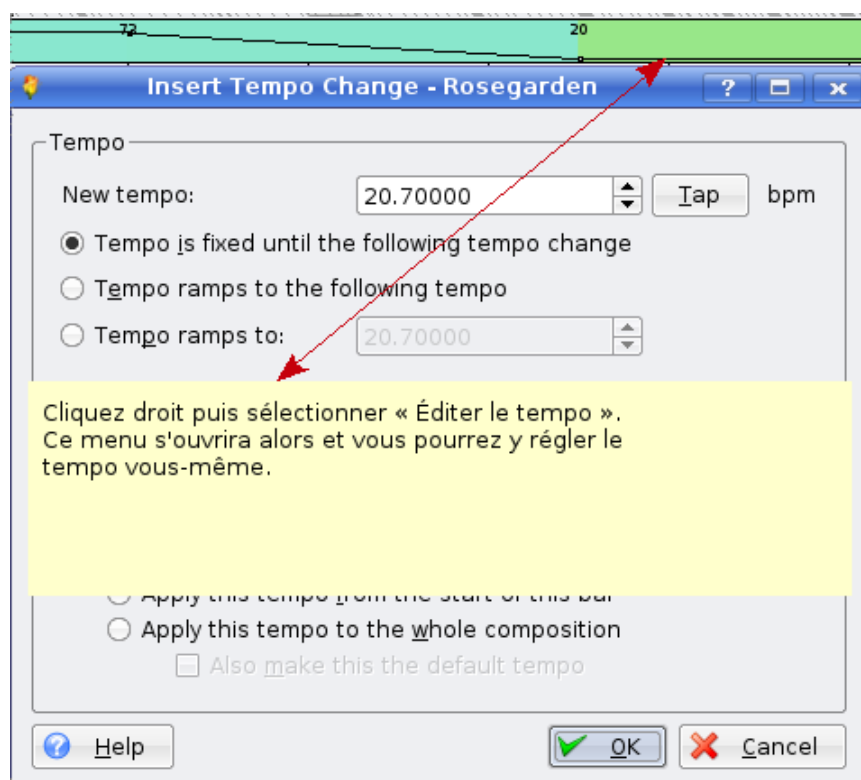 72 20
Insert Tempo Change - Rosegarden ?
Tempo
New tempo: 20.70000 Tap bpm
Tempo is fixed until the following tempo change
Tempo ramps to the following tempo
Tempo ramps to: 20.70000
Cliquez droit puis sélectionner « Éditer le tempo ».
Ce menu s'ouvrira alors et vous pourrez y régler le
tempo vous-même.
Apply this tempo from the start of this bar
Apply this tempo to the whole composition
Also make this the default tempo
? Help OK Cancel